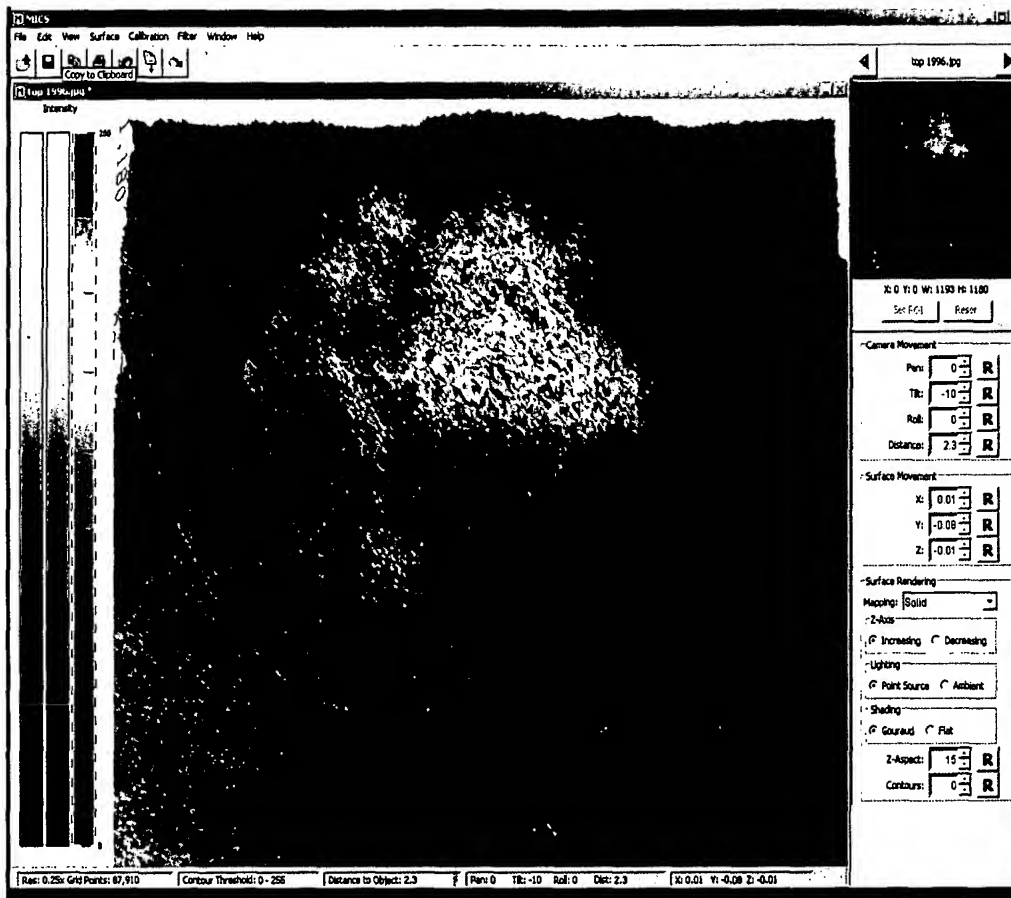 MICS
File Edit View Surface Calibration Filter Window Help
Copy to Clipboard
top 1996.jpg
top 1996.jpg *
Intensity
255
0
X: 0 Y: 0 W: 1193 H: 1180
Set ROI Reset
Camera Movement
Pan: 0 R
Tilt: -10 R
Roll: 0 R
Distance: 2.3 R
Surface Movement
X: 0.01 R
Y: -0.08 R
Z: -0.01 R
Surface Rendering
Mapping: Solid
Z-Axis
Increasing Decreasing
Lighting
Point Source Ambient
Shading
Gouraud Flat
Z-Aspect: 15 R
Contours: 0 R
Res: 0.25x Grid Points: 87,910 Contour Threshold: 0 - 255 Distance to Object: 2.3 Pan: 0 Tilt: -10 Roll: 0 Dist: 2.3 X: 0.01 Y: -0.08 Z: -0.01